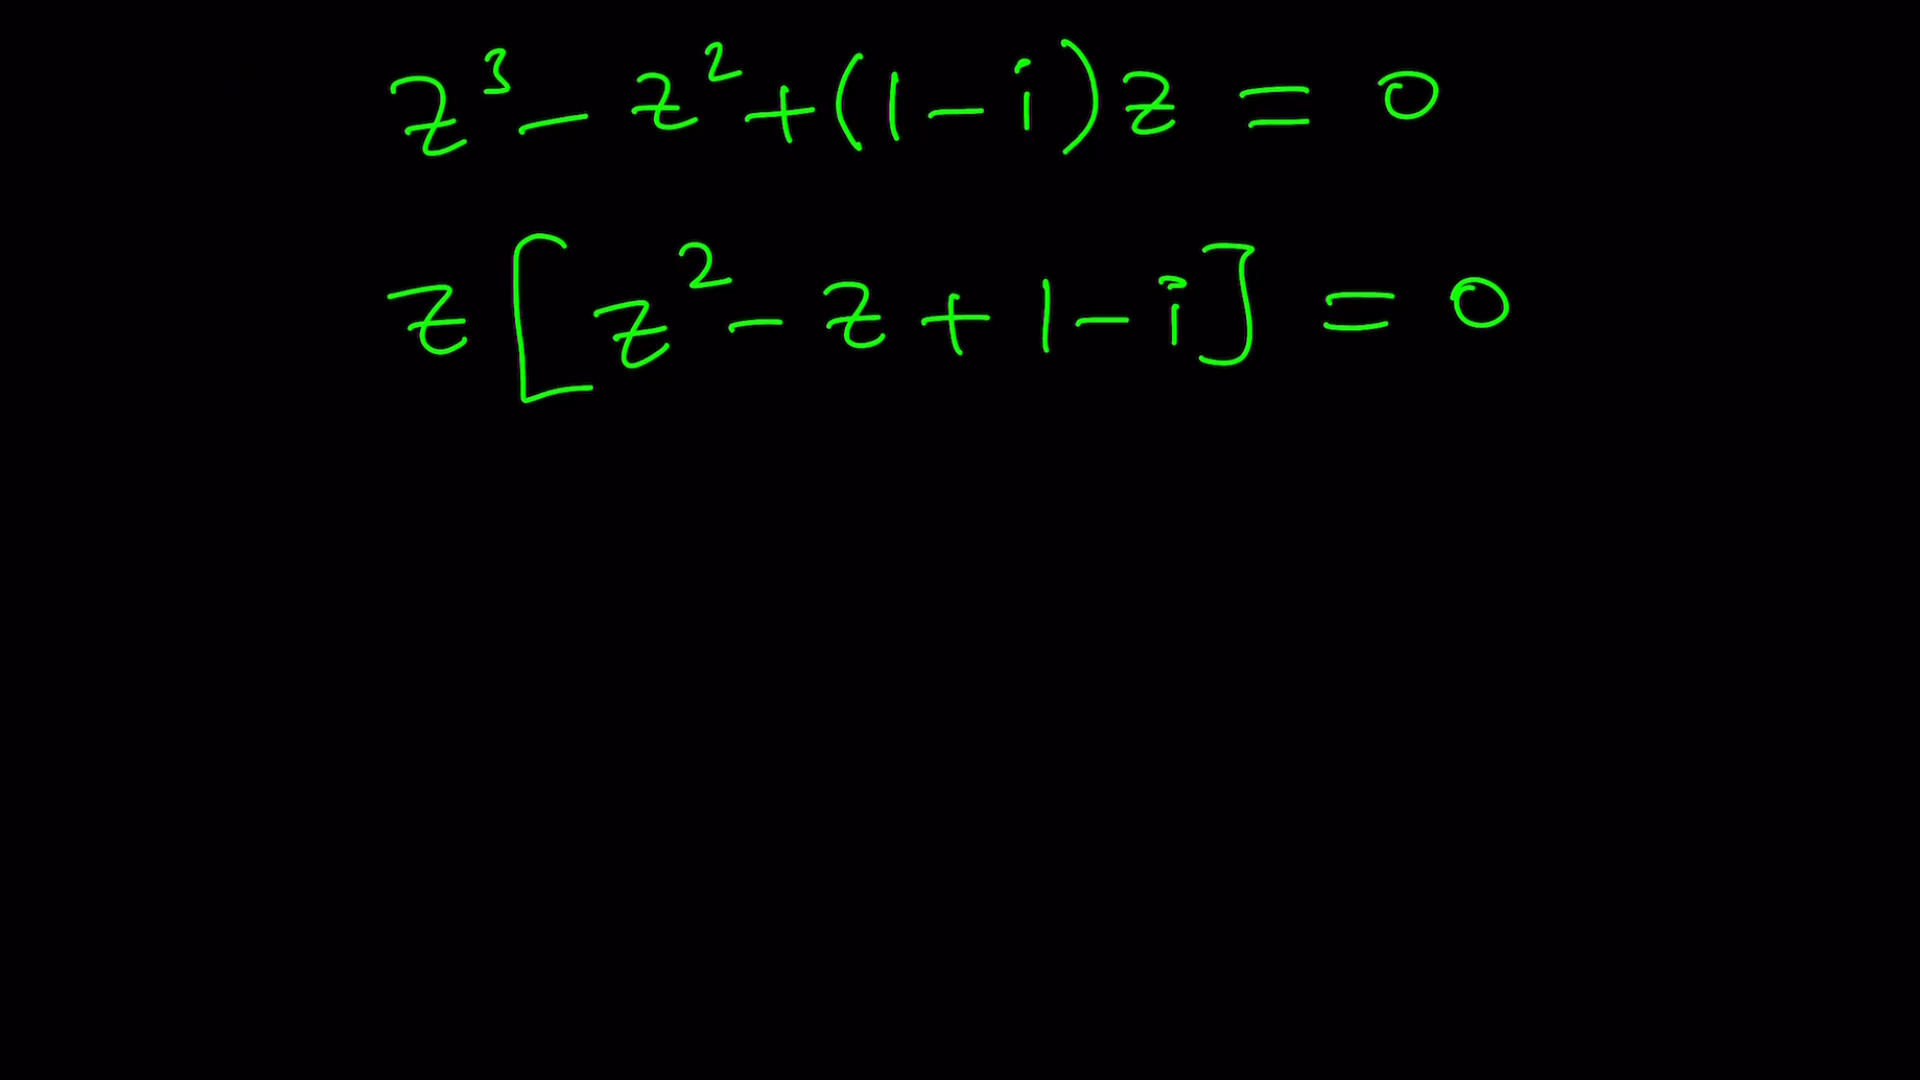 z³ - z² + (1 - i)z = 0
z[z² - z + 1 - i] = 0